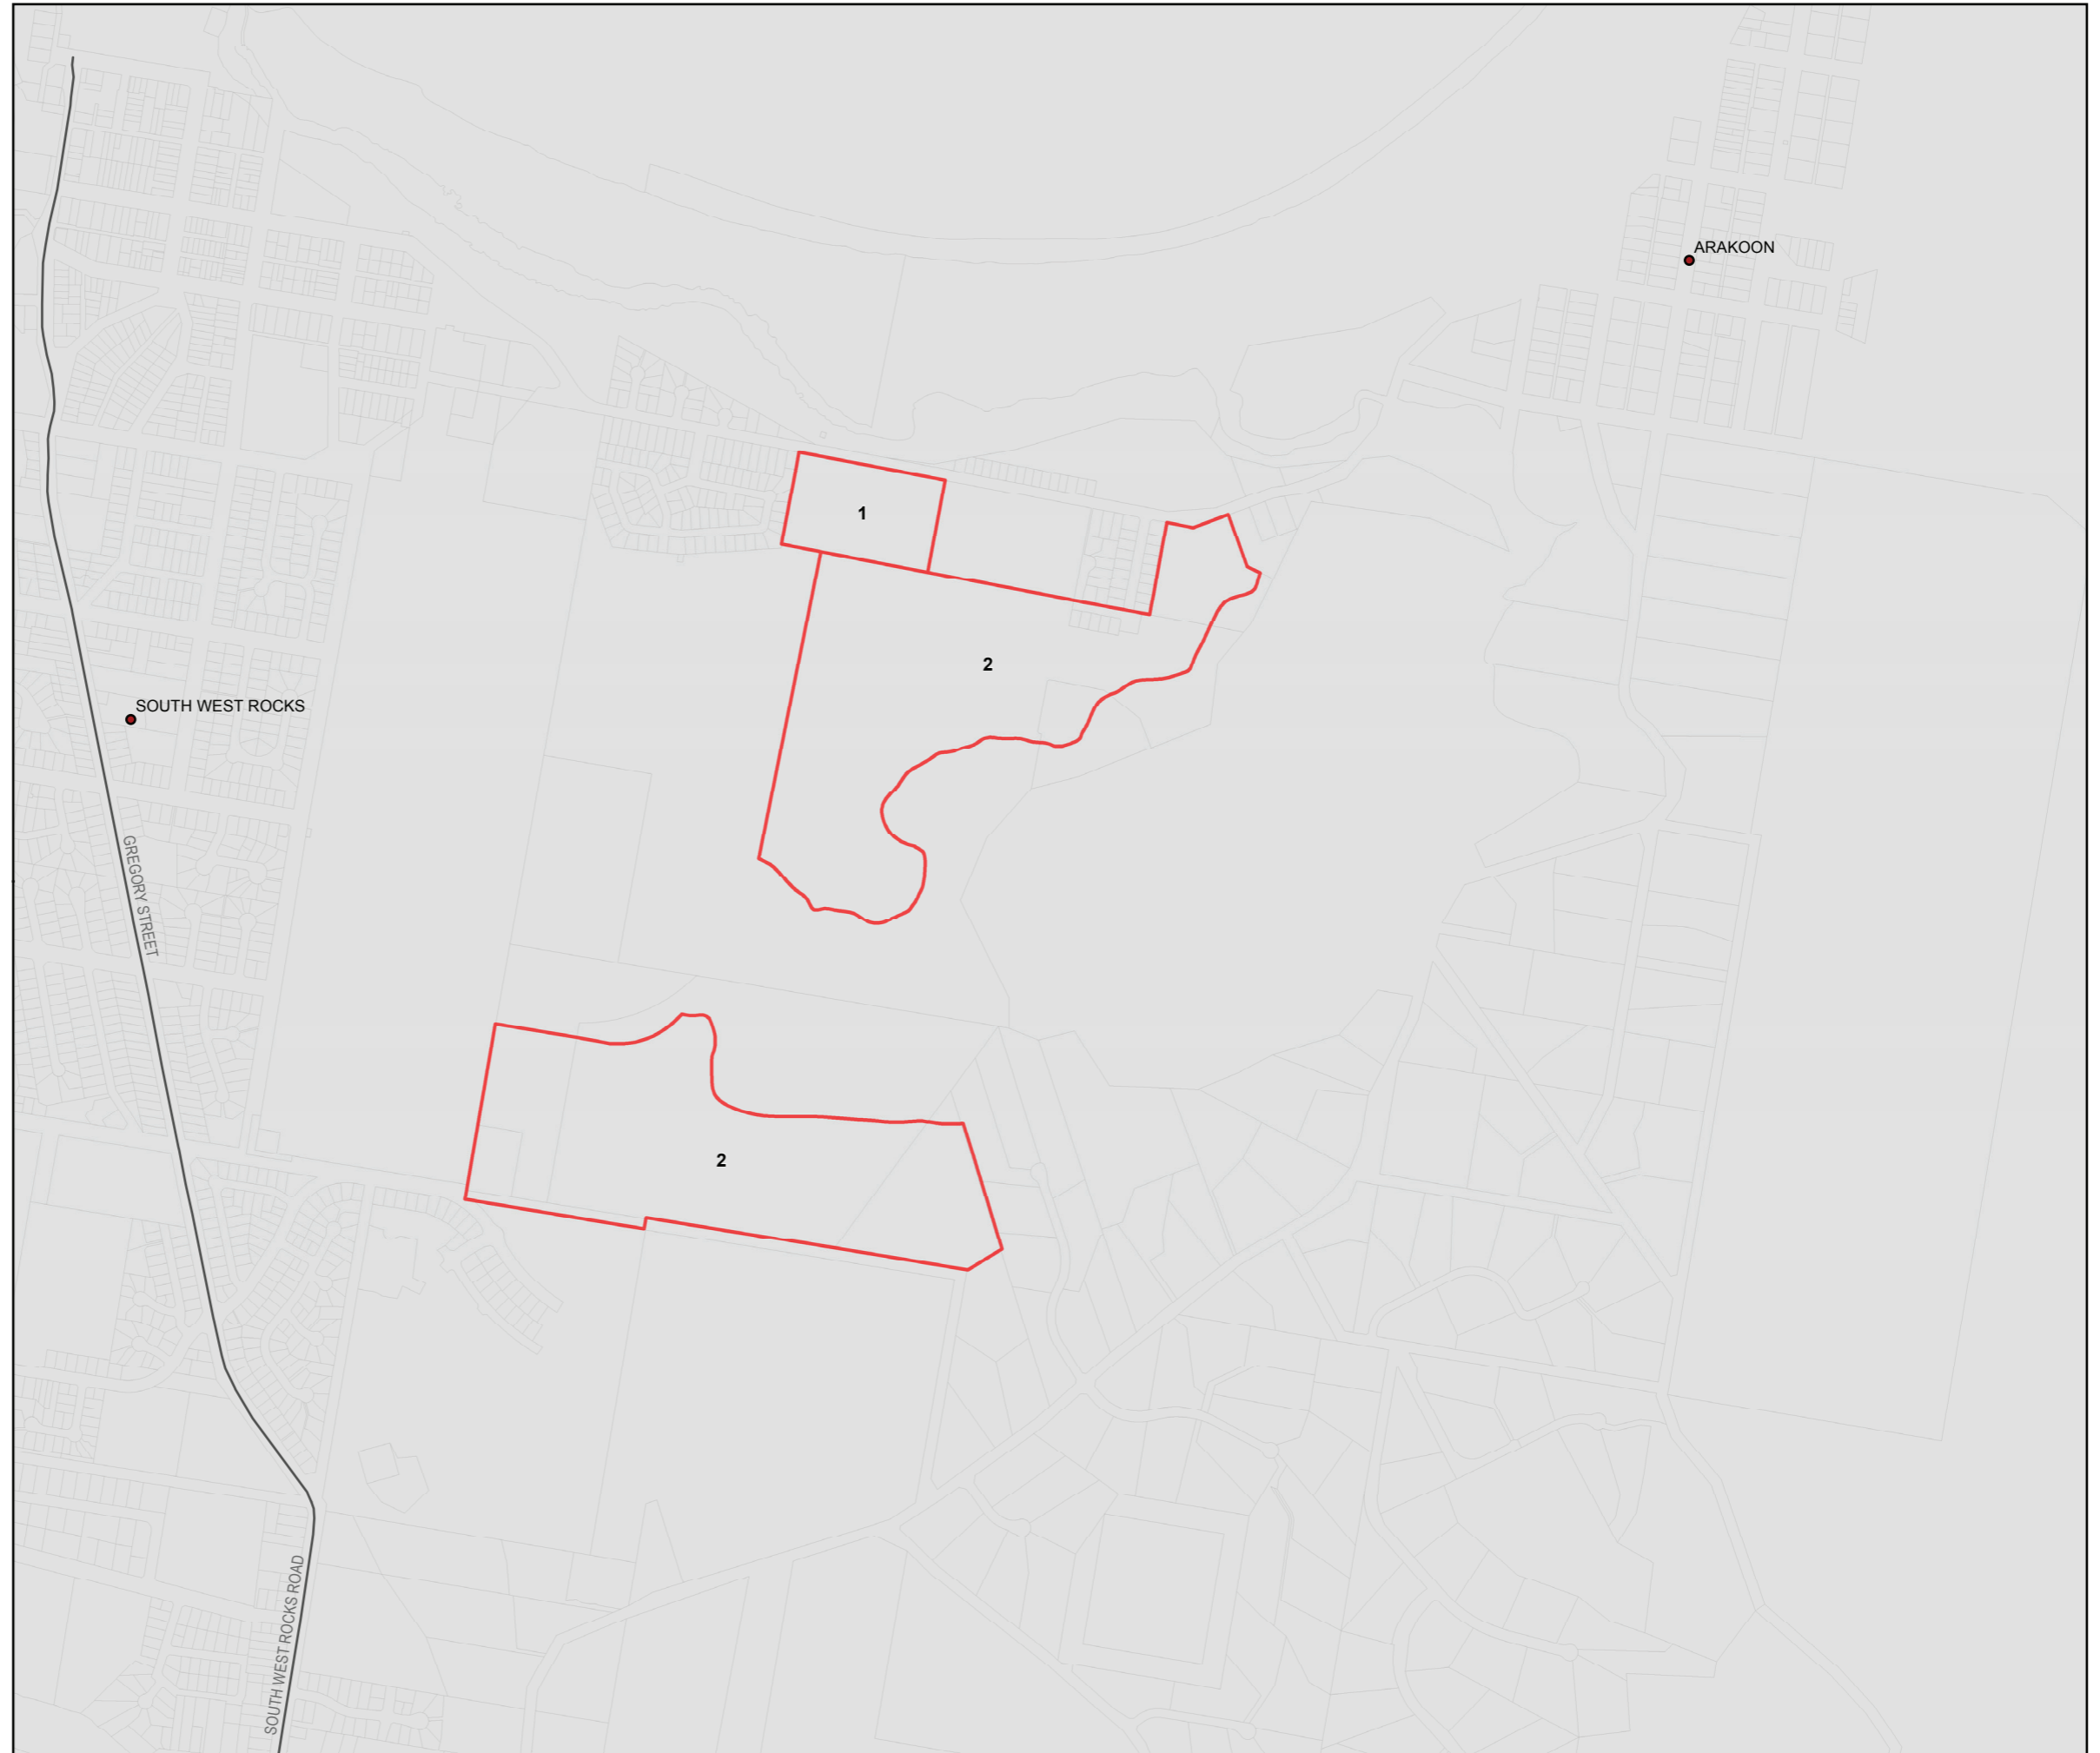 ARAKOON
1
2
SOUTH WEST ROCKS
GREGORY STREET
2
SOUTH WEST ROCKS ROAD